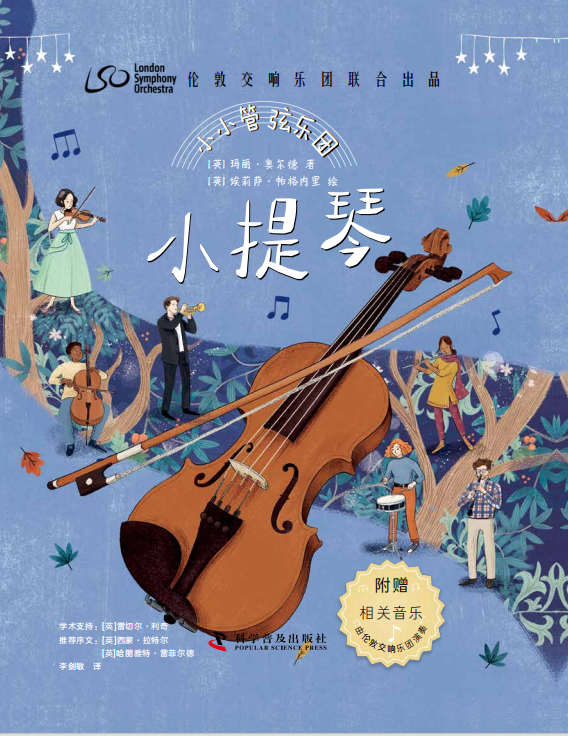 London
Symphony
Orchestra
伦敦交响乐团联合出品
小小管弦乐团
[英] 玛丽·奥尔德 著
[英] 埃莉萨·帕格内里 绘
小提琴
附赠
相关音乐
由伦敦交响乐团演奏
学术支持：[英]雷切尔·利奇
推荐序文：[英]西蒙·拉特尔
[英]哈丽雅特·雷菲尔德
李剑敏 译
科学普及出版社
POPULAR SCIENCE PRESS